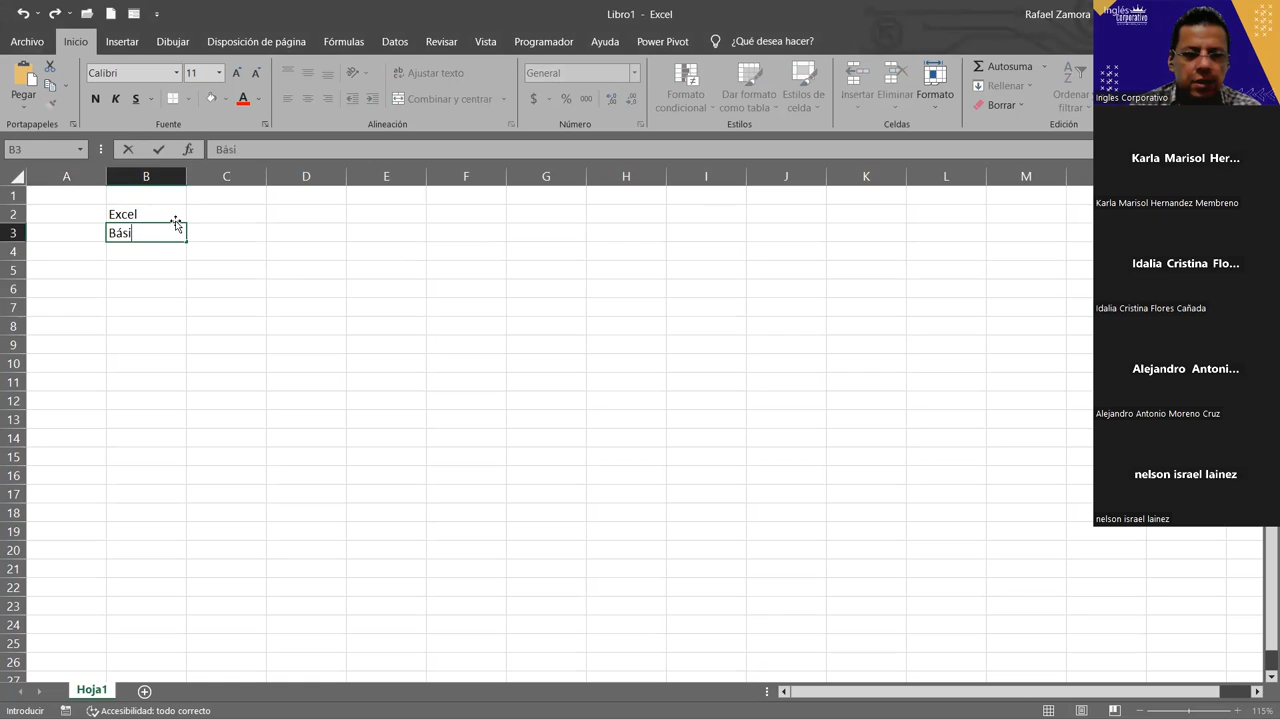 Libro1 - Excel
Rafael Zamora
Archivo Inicio Insertar Dibujar Disposición de página Fórmulas Datos Revisar Vista Programador Ayuda Power Pivot ¿Qué desea hacer?
Pegar
Portapapeles
Calibri 11
N K S
Fuente
Ajustar texto
Combinar y centrar
Alineación
General
$ % 000
Número
Formato condicional
Dar formato como tabla
Estilos de celda
Estilos
Insertar Eliminar Formato
Celdas
Autosuma
Rellenar
Borrar
Ordenar filtrar
Edición
B3 fx Bási
A B C D E F G H I J K L M
1
2 Excel
3 Bási
4
5
6
7
8
9
10
11
12
13
14
15
16
17
18
19
20
21
22
23
24
25
26
27
Hoja1
Introducir Accesibilidad: todo correcto 115%
Inglés
Corporativo
Ingles Corporativo
Karla Marisol Her...
Karla Marisol Hernandez Membreno
Idalia Cristina Flo...
Idalia Cristina Flores Cañada
Alejandro Antoni...
Alejandro Antonio Moreno Cruz
nelson israel lainez
nelson israel lainez